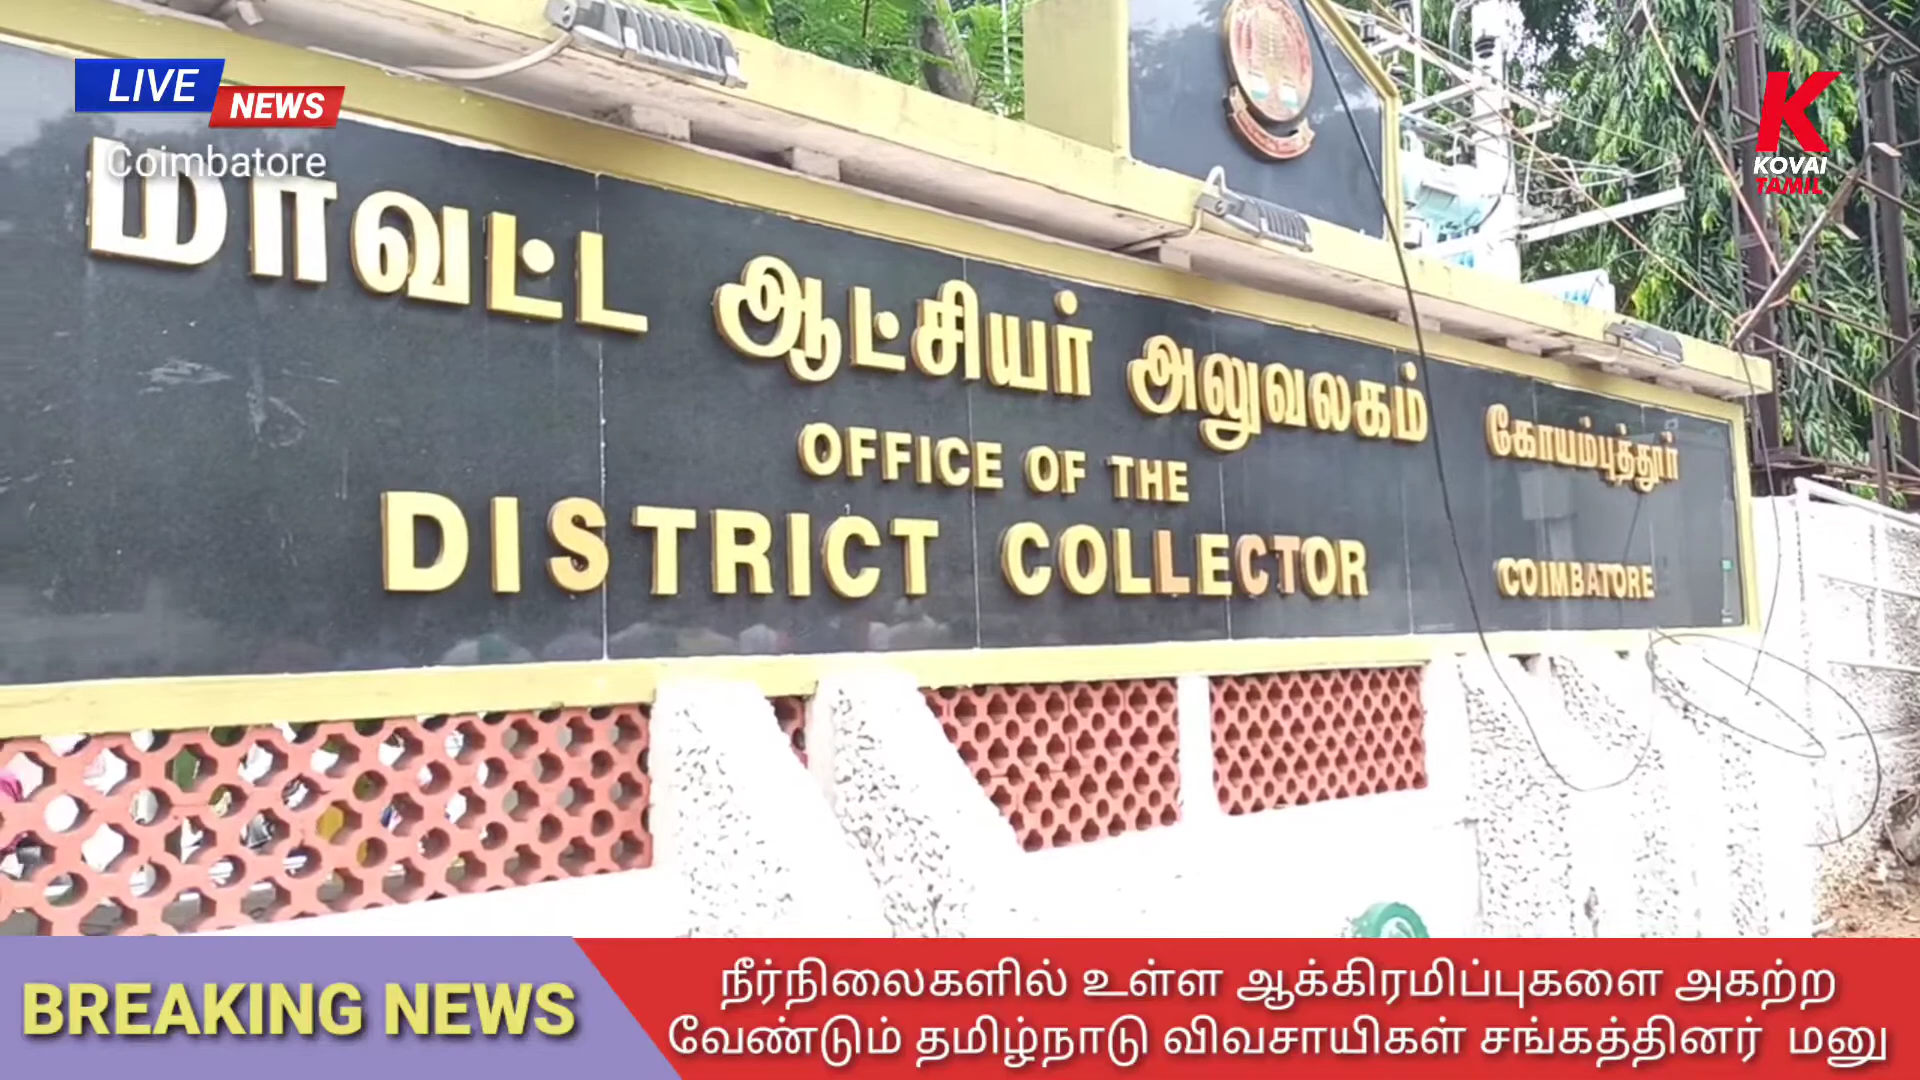 LIVE
NEWS
Coimbatore
K
KOVAI
TAMIL
மாவட்ட ஆட்சியர் அலுவலகம் கோயம்புத்தூர்
OFFICE OF THE
DISTRICT COLLECTOR COIMBATORE
BREAKING NEWS
நீர்நிலைகளில் உள்ள ஆக்கிரமிப்புகளை அகற்ற
வேண்டும் தமிழ்நாடு விவசாயிகள் சங்கத்தினர் மனு